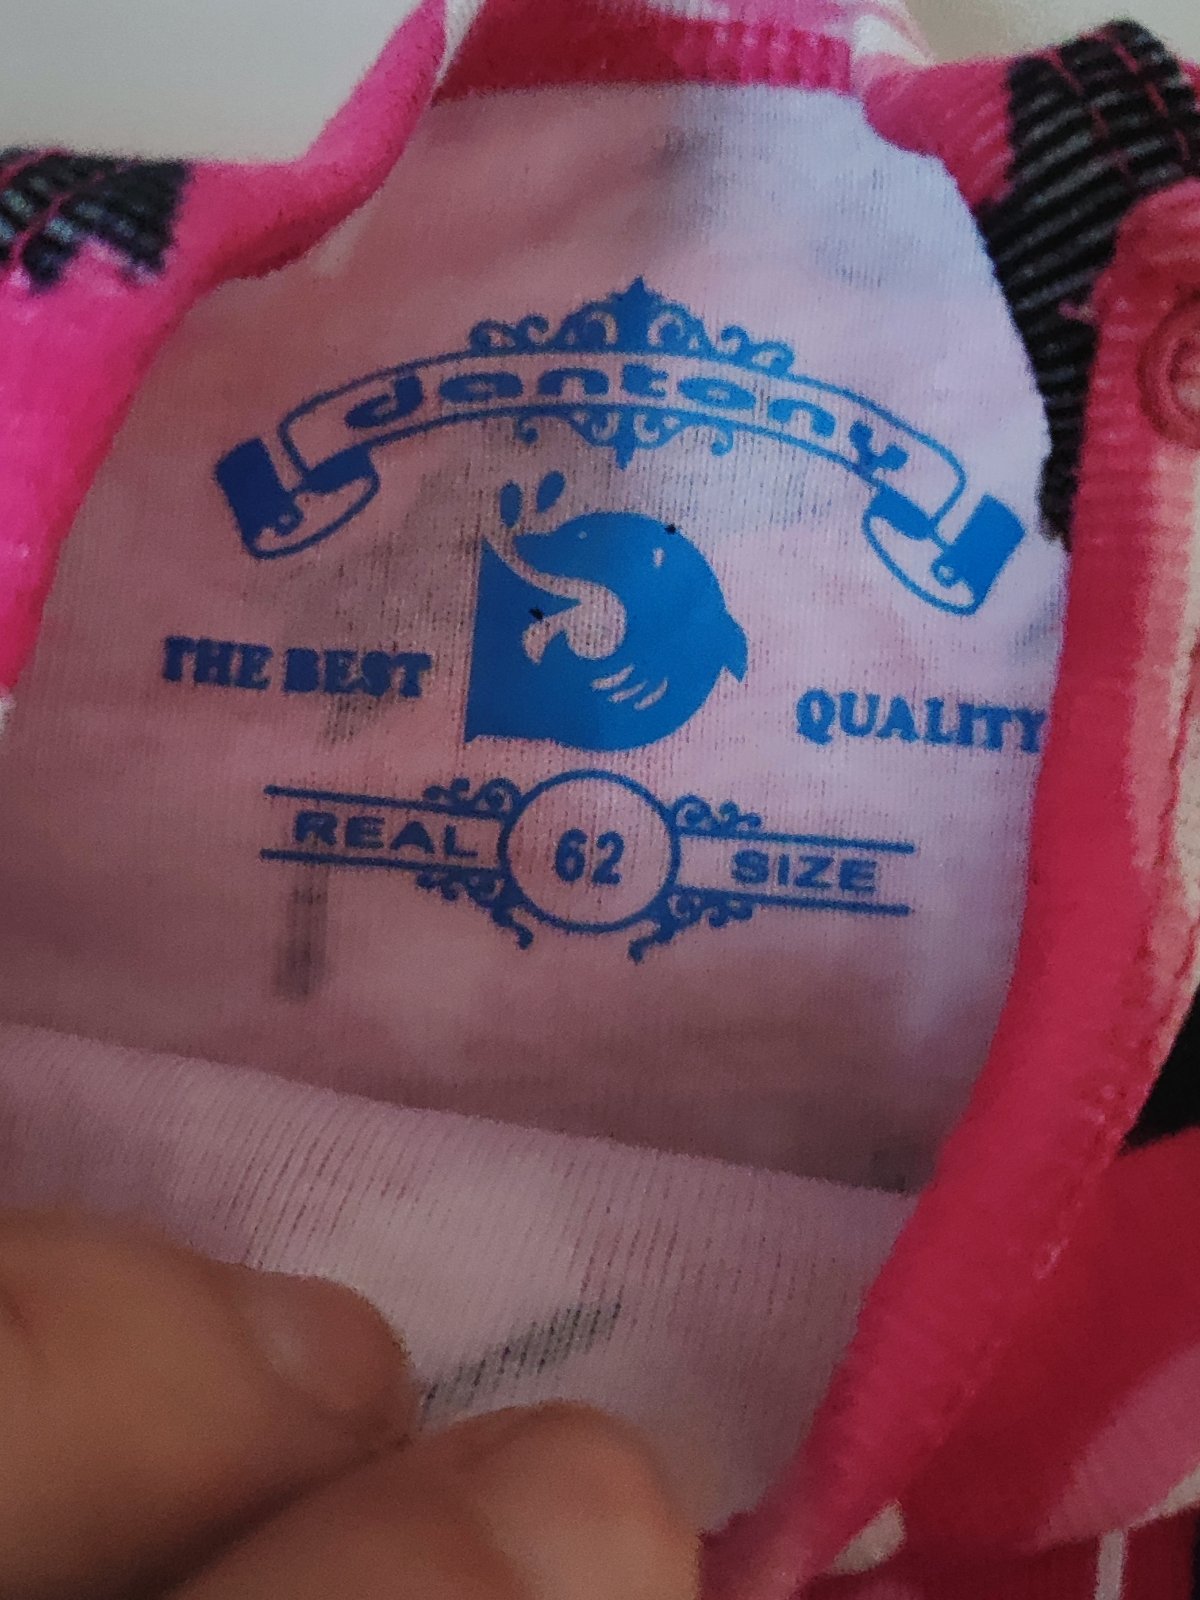 dantony
THE BEST QUALITY
REAL 62 SIZE